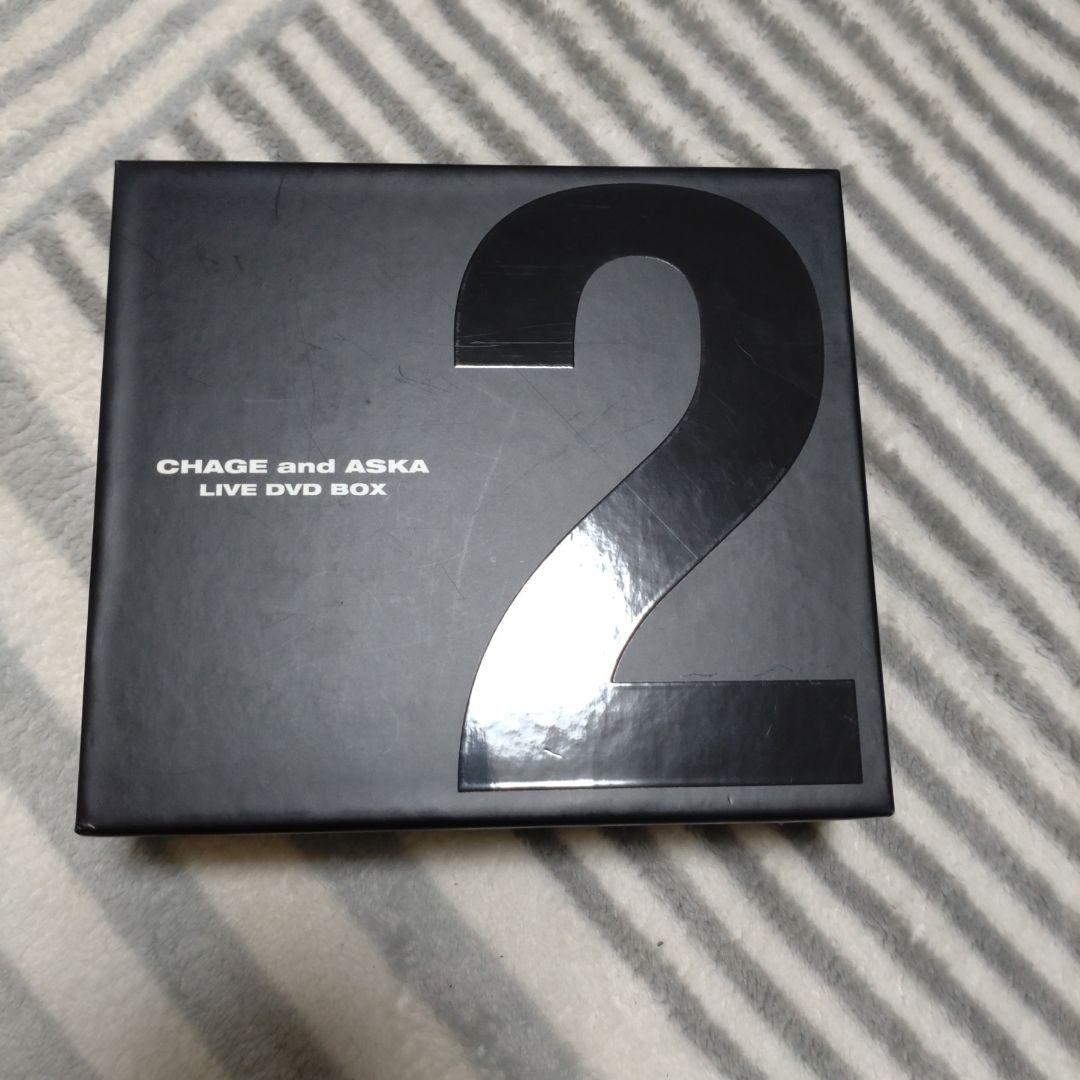 CHAGE and ASKA
LIVE DVD BOX
2